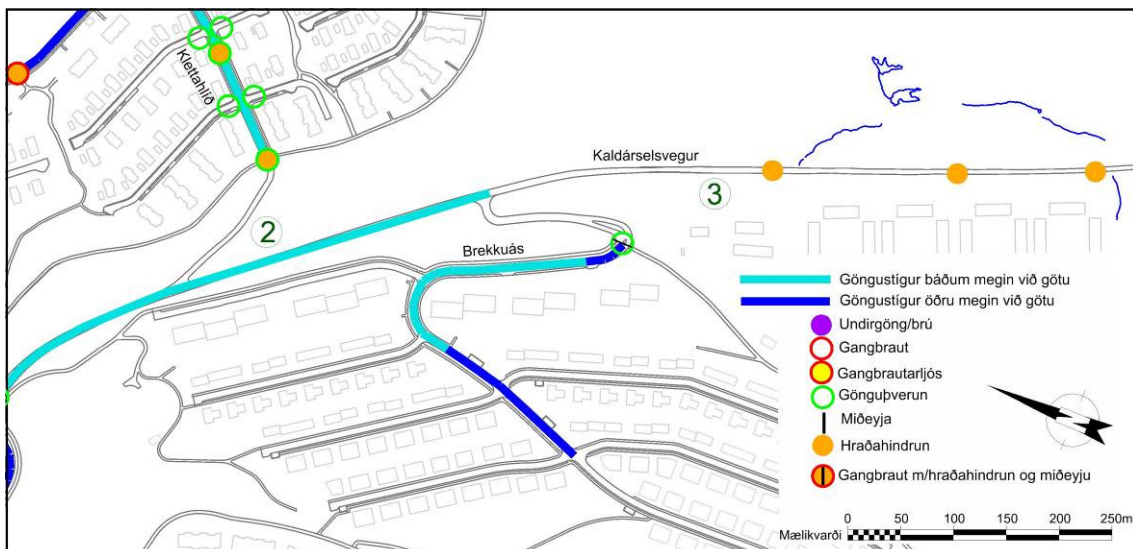 Klettahlíð
Kaldárselsvegur
2
3
Brekkuás
Göngustígur báðum megin við götu
Göngustígur öðru megin við götu
Undirgöng/brú
Gangbraut
Gangbrautarljós
Gönguþverun
Miðeyja
Hraðahindrun
Gangbraut m/hraðahindrun og miðeyju
Mælikvarði 0 50 100 150 200 250m